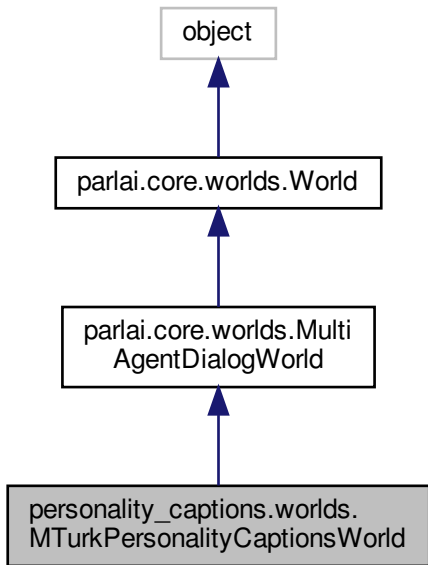 object
parlai.core.worlds.World
parlai.core.worlds.Multi
AgentDialogWorld
personality_captions.worlds.
MTurkPersonalityCaptionsWorld